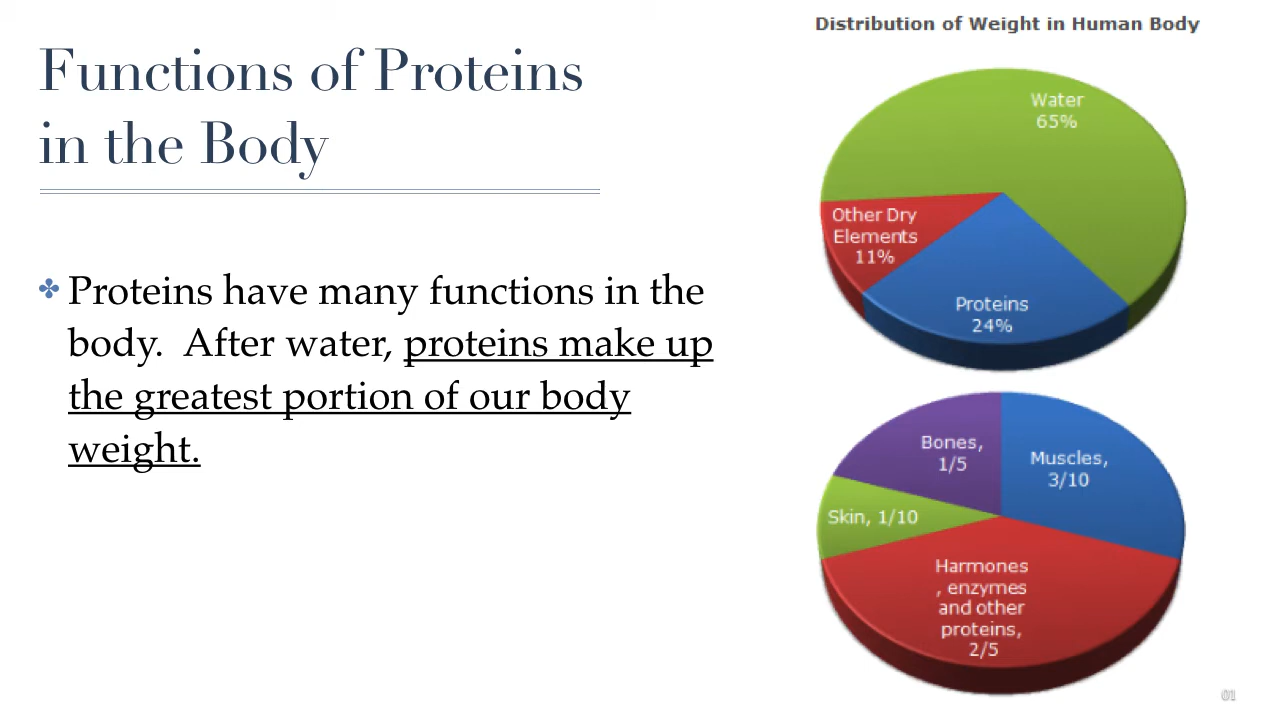 Functions of Proteins
in the Body
Proteins have many functions in the
body.  After water, proteins make up
the greatest portion of our body
weight.
Distribution of Weight in Human Body
Water
65%
Other Dry
Elements
11%
Proteins
24%
Bones,
1/5
Muscles,
3/10
Skin, 1/10
Harmones
, enzymes
and other
proteins,
2/5
01